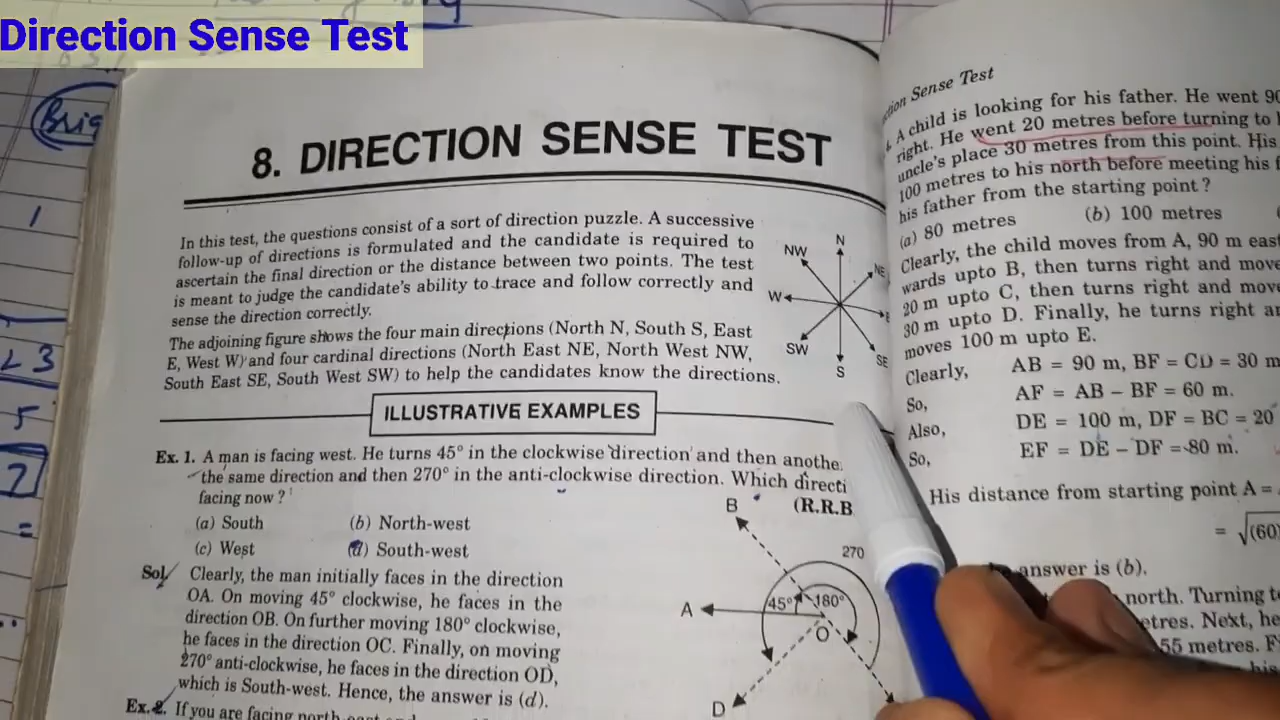 Direction Sense Test
Brig
1
3
5
7
=
8. DIRECTION SENSE TEST
In this test, the questions consist of a sort of direction puzzle. A successive
follow-up of directions is formulated and the candidate is required to
ascertain the final direction or the distance between two points. The test
is meant to judge the candidate's ability to trace and follow correctly and
sense the direction correctly.
The adjoining figure shows the four main directions (North N, South S, East
E, West W) and four cardinal directions (North East NE, North West NW,
South East SE, South West SW) to help the candidates know the directions.
N
NW
NE
W
E
SW
SE
S
ILLUSTRATIVE EXAMPLES
Ex. 1. A man is facing west. He turns 45° in the clockwise direction and then anothe
the same direction and then 270° in the anti-clockwise direction. Which directi
facing now ?
(R.R.B
(a) South (b) North-west
(c) West (d) South-west
Sol. Clearly, the man initially faces in the direction
OA. On moving 45° clockwise, he faces in the
direction OB. On further moving 180° clockwise,
he faces in the direction OC. Finally, on moving
270° anti-clockwise, he faces in the direction OD,
which is South-west. Hence, the answer is (d).
Ex. 2. If you are facing north-east and
B
270
A
45° 180°
O
D
ction Sense Test
A child is looking for his father. He went 90
right. He went 20 metres before turning to
uncle's place 30 metres from this point. His
100 metres to his north before meeting his f
his father from the starting point ?
(a) 80 metres (b) 100 metres
Clearly, the child moves from A, 90 m east
wards upto B, then turns right and move
20 m upto C, then turns right and move
30 m upto D. Finally, he turns right an
moves 100 m upto E.
Clearly, AB = 90 m, BF = CD = 30 m
So, AF = AB – BF = 60 m.
Also, DE = 100 m, DF = BC = 20
So, EF = DE – DF = 80 m.
His distance from starting point A =
= √(60)
answer is (b).
north. Turning to
etres. Next, he
55 metres. F
his